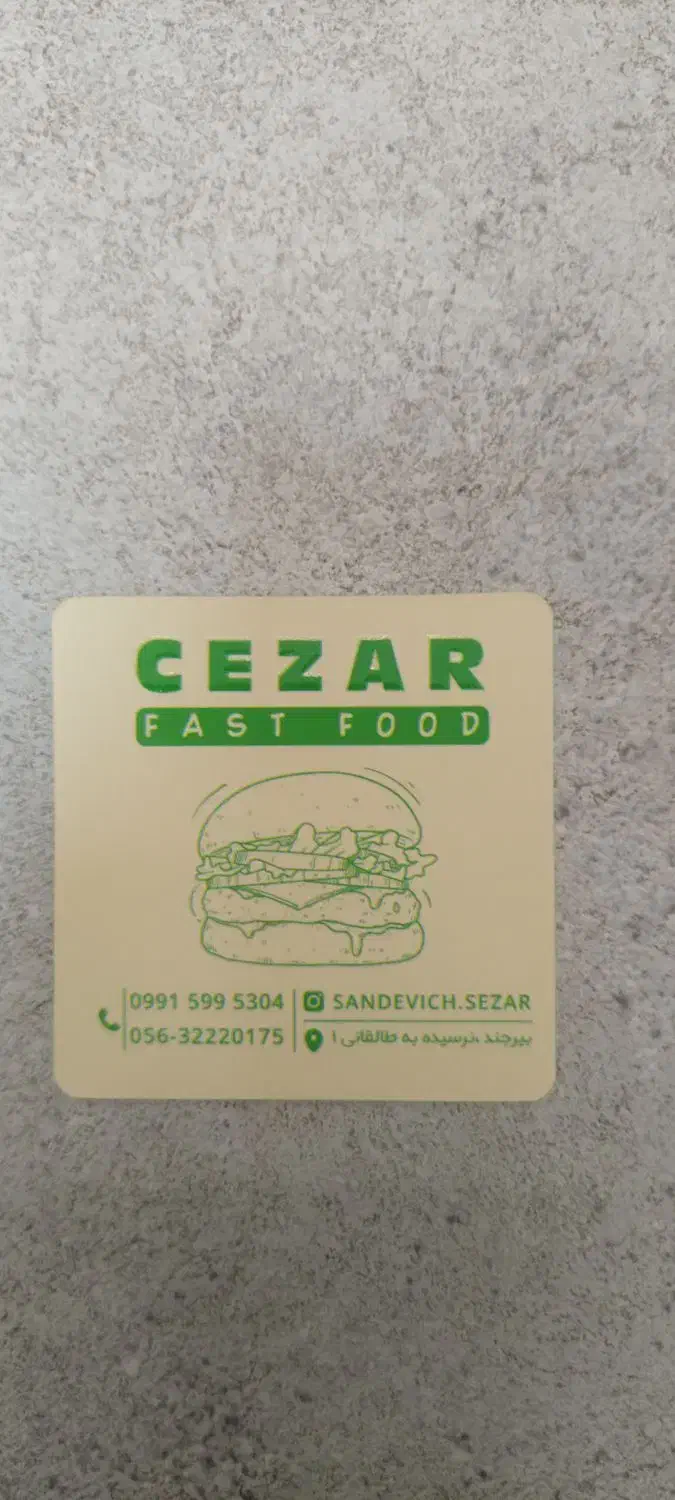 CEZAR
FAST FOOD
0991 599 5304
056-32220175
SANDEVICH.SEZAR
بیرجند ،نرسیده به طالقانی ۱